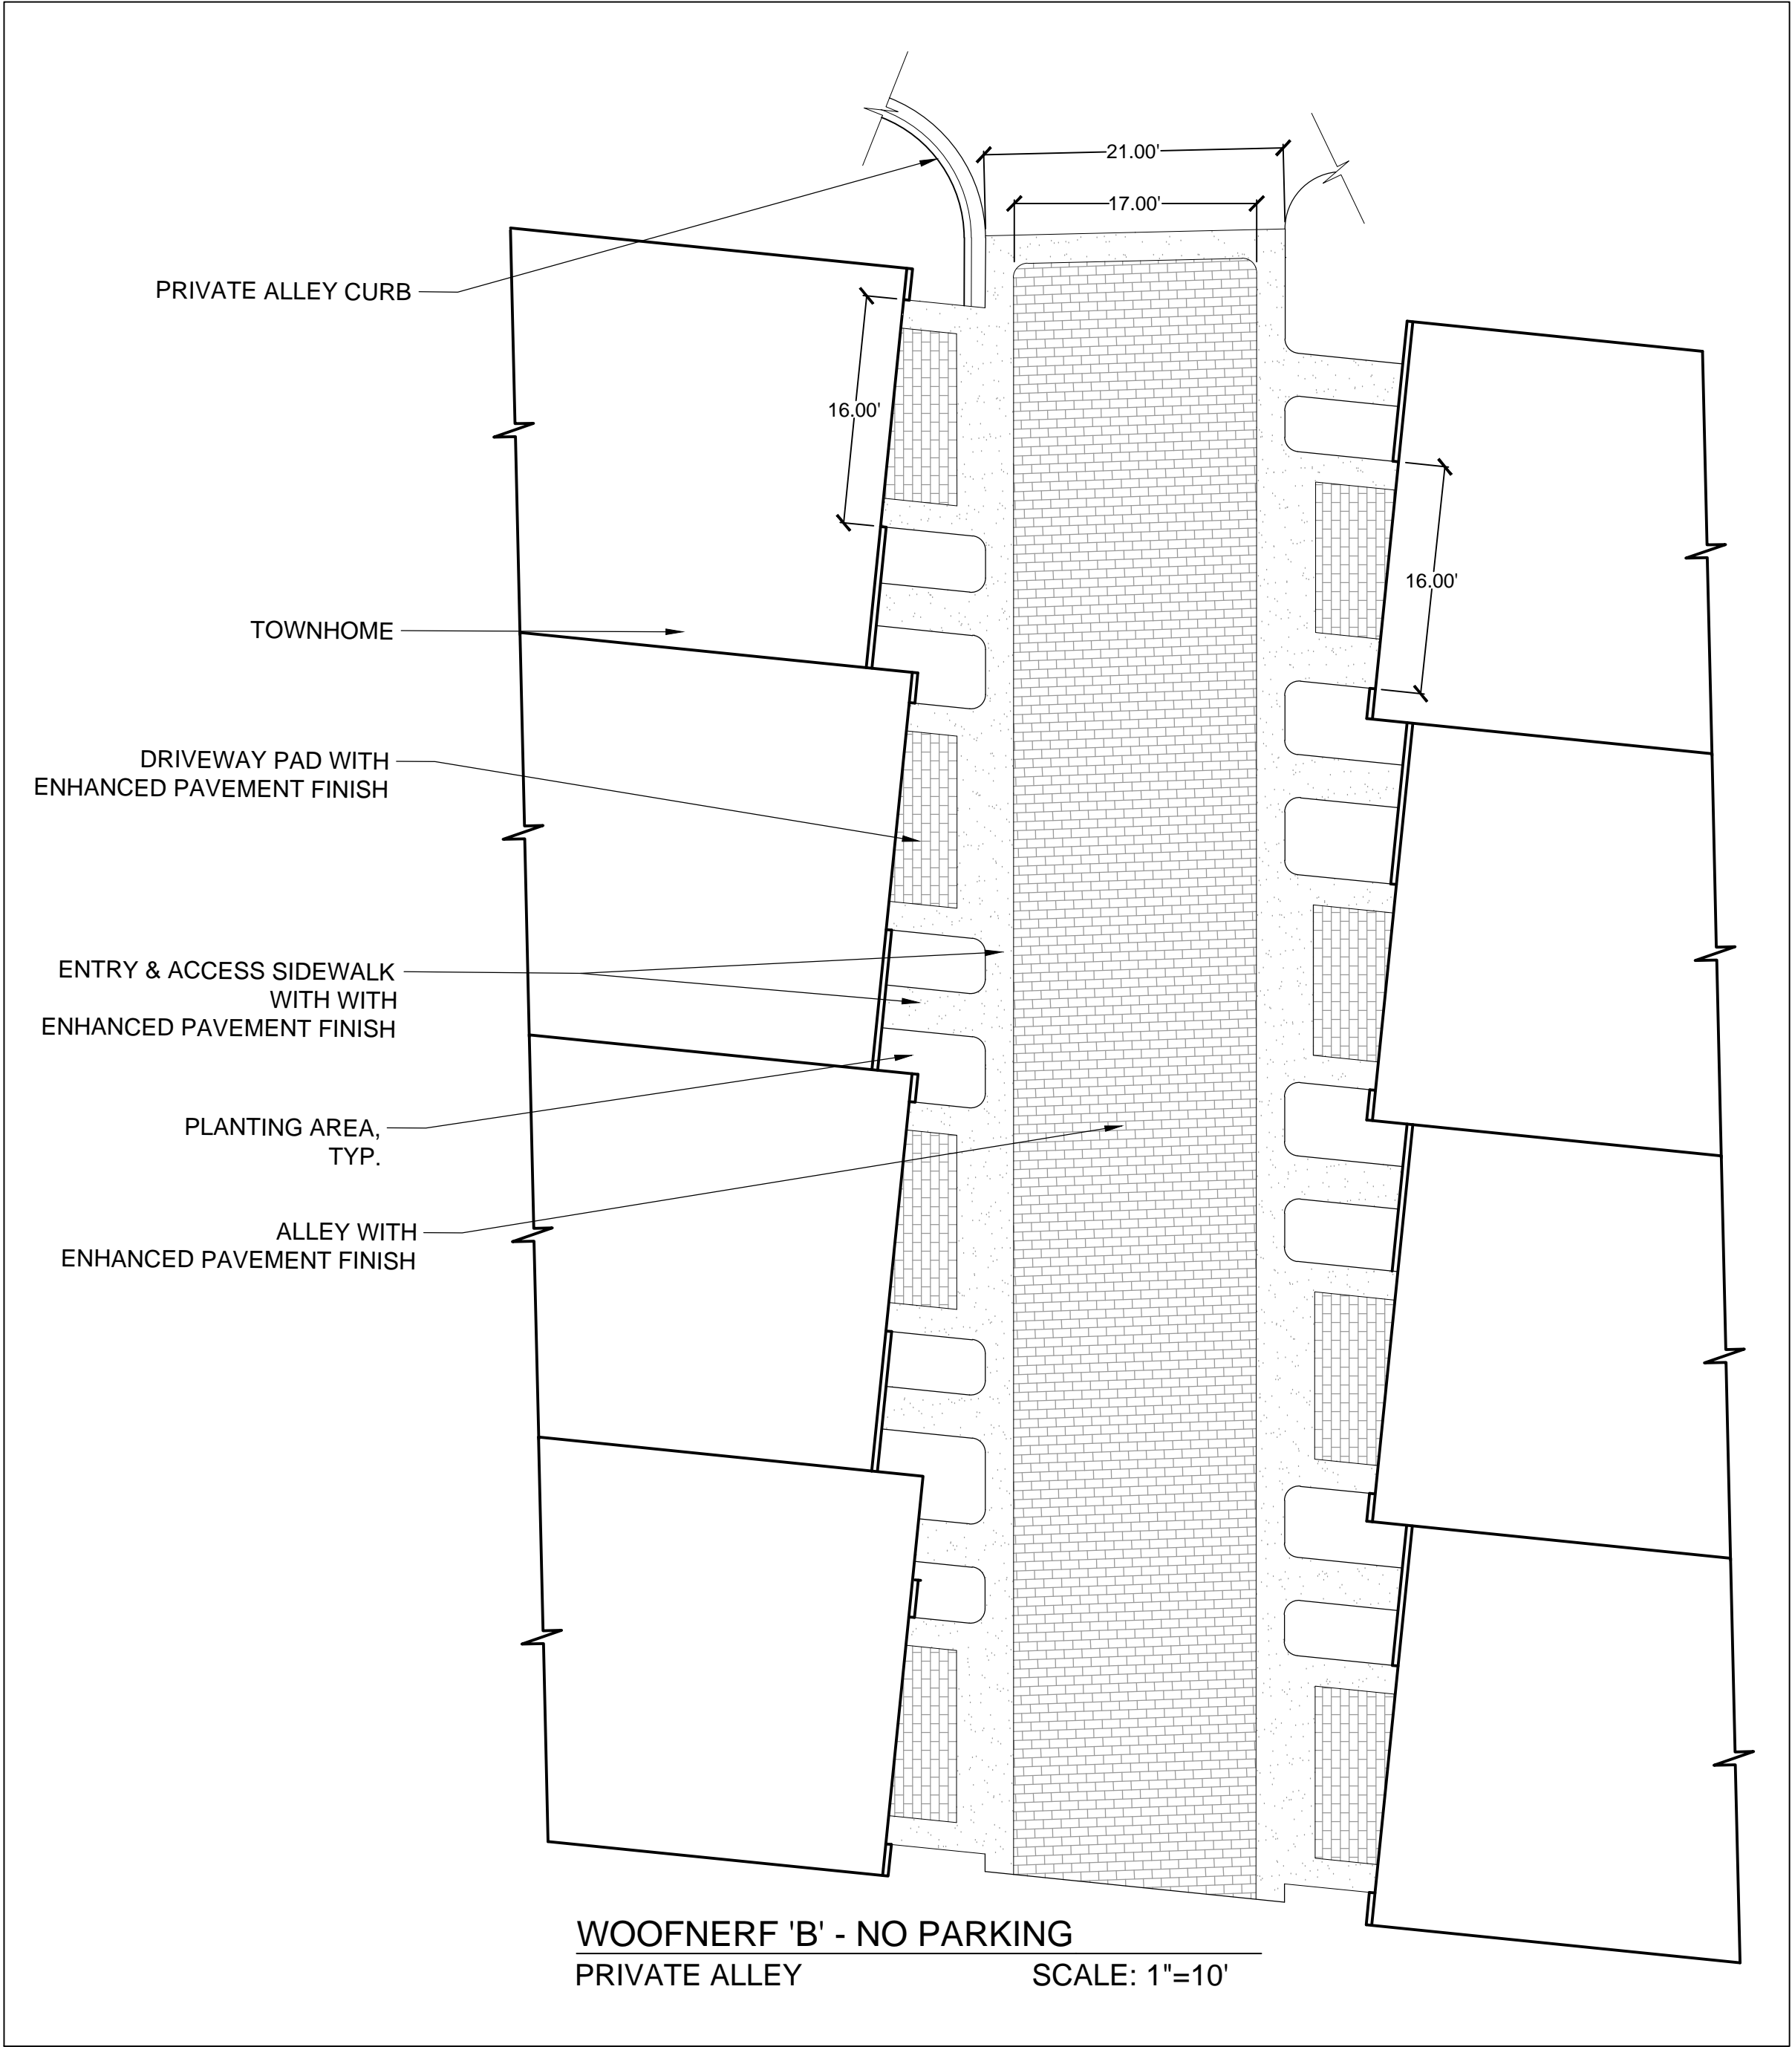 21.00'
17.00'
PRIVATE ALLEY CURB
16.00'
16.00'
TOWNHOME
DRIVEWAY PAD WITH
ENHANCED PAVEMENT FINISH
ENTRY & ACCESS SIDEWALK
WITH WITH
ENHANCED PAVEMENT FINISH
PLANTING AREA,
TYP.
ALLEY WITH
ENHANCED PAVEMENT FINISH
WOOFNERF 'B' - NO PARKING
PRIVATE ALLEY SCALE: 1"=10'